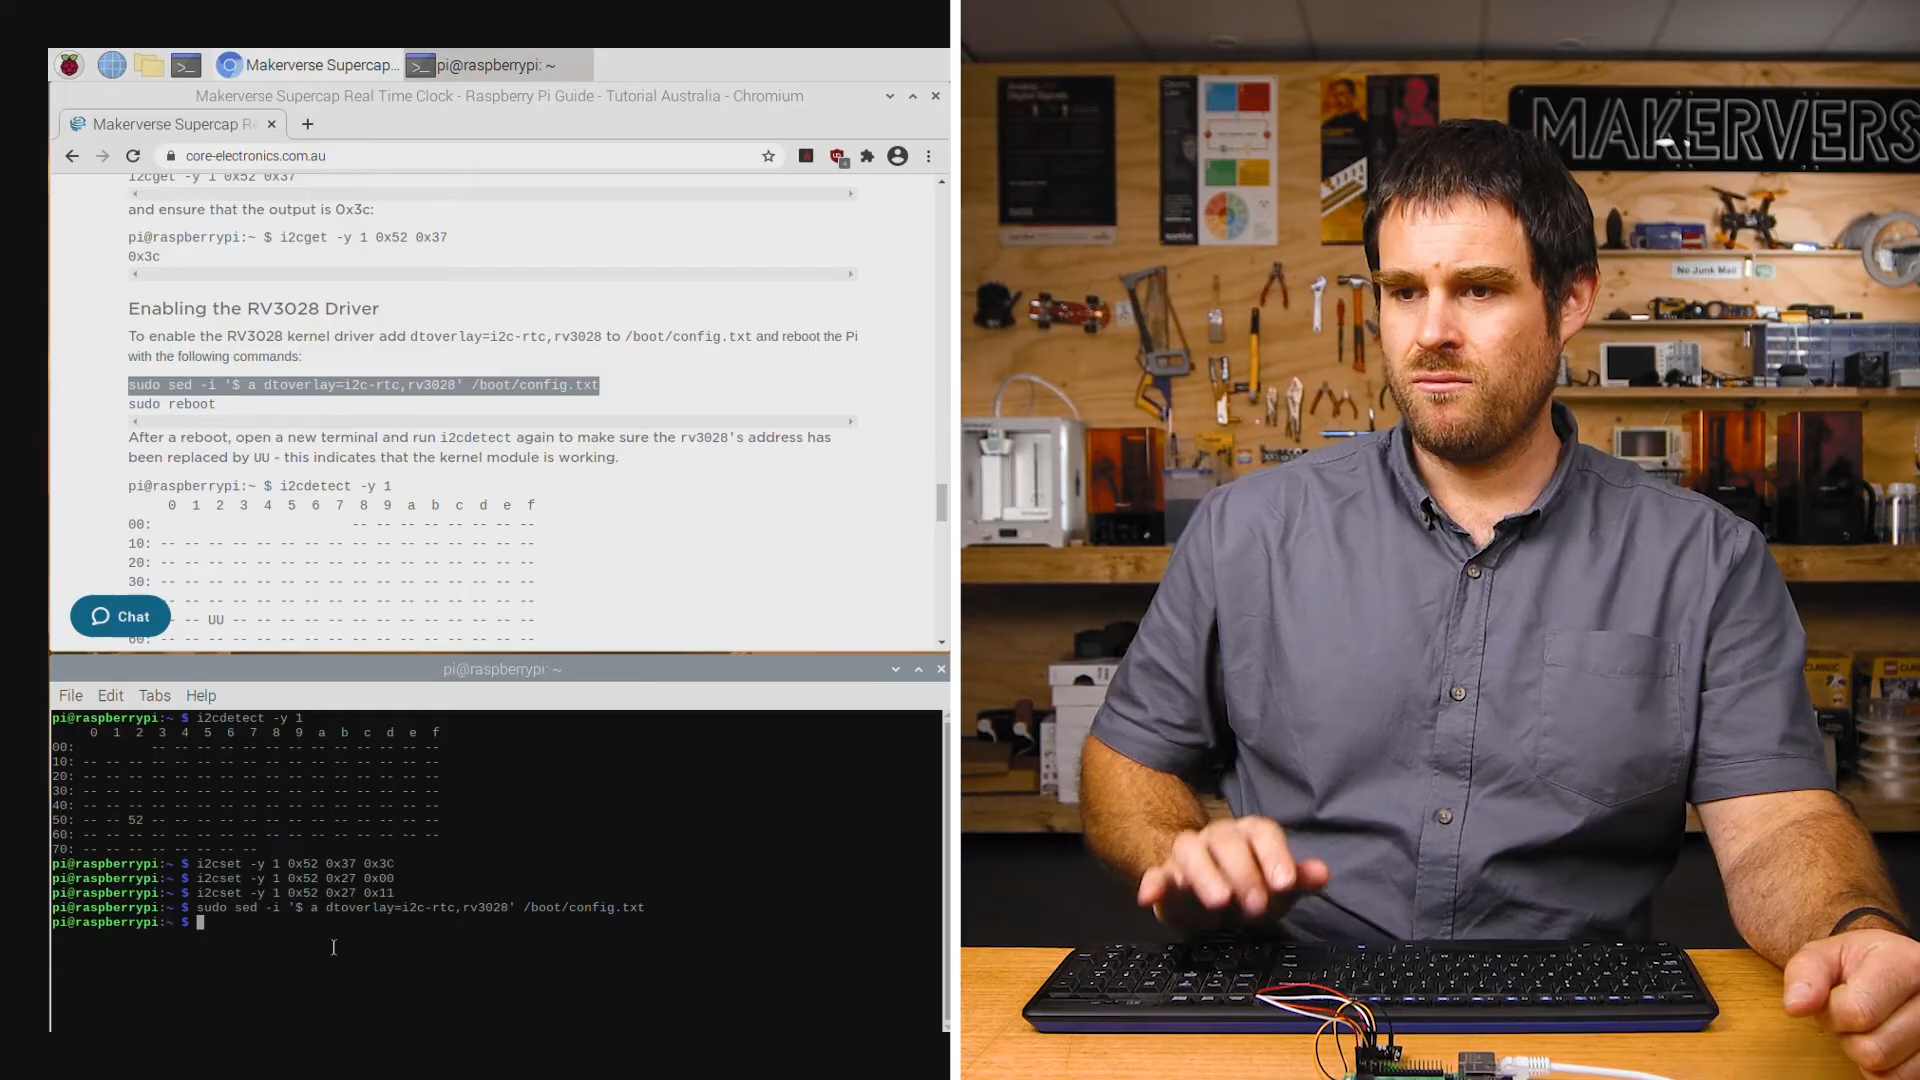 Makerverse Supercap...
pi@raspberrypi: ~
Makerverse Supercap Real Time Clock - Raspberry Pi Guide - Tutorial Australia - Chromium
Makerverse Supercap Re
core-electronics.com.au
i2cget -y 1 0x52 0x37
and ensure that the output is 0x3c:
pi@raspberrypi:~ $ i2cget -y 1 0x52 0x37
0x3c
Enabling the RV3028 Driver
To enable the RV3028 kernel driver add dtoverlay=i2c-rtc,rv3028 to /boot/config.txt and reboot the Pi
with the following commands:
sudo sed -i '$ a dtoverlay=i2c-rtc,rv3028' /boot/config.txt
sudo reboot
After a reboot, open a new terminal and run i2cdetect again to make sure the rv3028's address has
been replaced by UU - this indicates that the kernel module is working.
pi@raspberrypi:~ $ i2cdetect -y 1
0 1 2 3 4 5 6 7 8 9 a b c d e f
00: -- -- -- -- -- -- -- --
10: -- -- -- -- -- -- -- -- -- -- -- -- -- -- -- --
20: -- -- -- -- -- -- -- -- -- -- -- -- -- -- -- --
30: -- -- -- -- -- -- -- -- -- -- -- -- -- -- -- --
-- -- -- -- -- -- -- -- -- -- -- -- -- --
Chat
-- UU -- -- -- -- -- -- -- -- -- -- -- -- --
60: -- -- -- -- -- -- -- -- -- -- -- -- -- -- --
pi@raspberrypi: ~
File Edit Tabs Help
pi@raspberrypi:~ $ i2cdetect -y 1
0 1 2 3 4 5 6 7 8 9 a b c d e f
00: -- -- -- -- -- -- -- -- -- -- -- -- --
10: -- -- -- -- -- -- -- -- -- -- -- -- -- -- -- --
20: -- -- -- -- -- -- -- -- -- -- -- -- -- -- -- --
30: -- -- -- -- -- -- -- -- -- -- -- -- -- -- -- --
40: -- -- -- -- -- -- -- -- -- -- -- -- -- -- -- --
50: -- -- 52 -- -- -- -- -- -- -- -- -- -- -- -- --
60: -- -- -- -- -- -- -- -- -- -- -- -- -- -- -- --
70: -- -- -- -- -- -- -- --
pi@raspberrypi:~ $ i2cset -y 1 0x52 0x37 0x3C
pi@raspberrypi:~ $ i2cset -y 1 0x52 0x27 0x00
pi@raspberrypi:~ $ i2cset -y 1 0x52 0x27 0x11
pi@raspberrypi:~ $ sudo sed -i '$ a dtoverlay=i2c-rtc,rv3028' /boot/config.txt
pi@raspberrypi:~ $
MAKERVERS
No Junk Mail